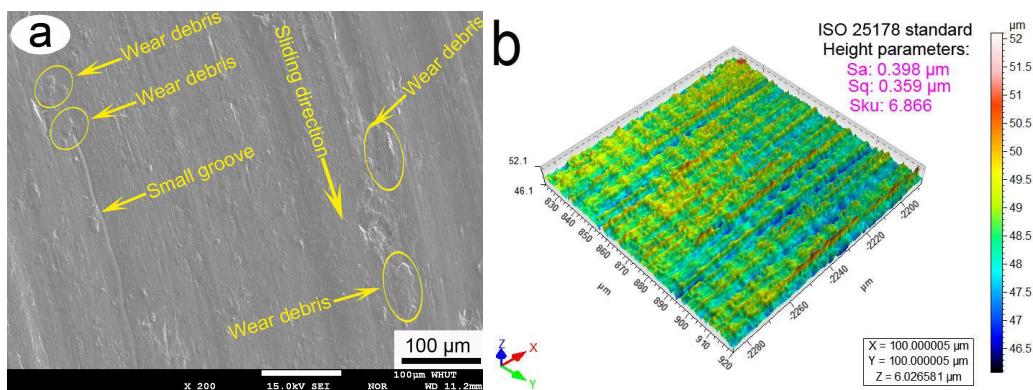 a
Wear debris
Wear debris
Small groove
Sliding direction
Wear debris
Wear debris
100 μm
100μm WHUT
X 200 15.0kV SEI NOR WD 11.2mm
b
ISO 25178 standard
Height parameters:
Sa: 0.398 μm
Sq: 0.359 μm
Sku: 6.866
μm
52
51.5
51
50.5
50
49.5
49
48.5
48
47.5
47
46.5
52.1
46.1
830
840
850
860
870
880
890
900
910
920
μm
-2200
-2220
-2240
-2260
-2280
μm
Z
X
Y
X = 100.000005 μm
Y = 100.000005 μm
Z = 6.026581 μm